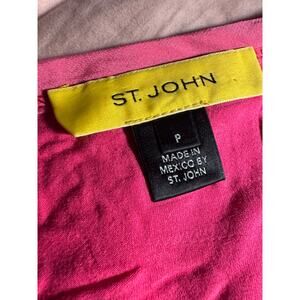 ST. JOHN
P
MADE IN
MEXICO BY
ST. JOHN